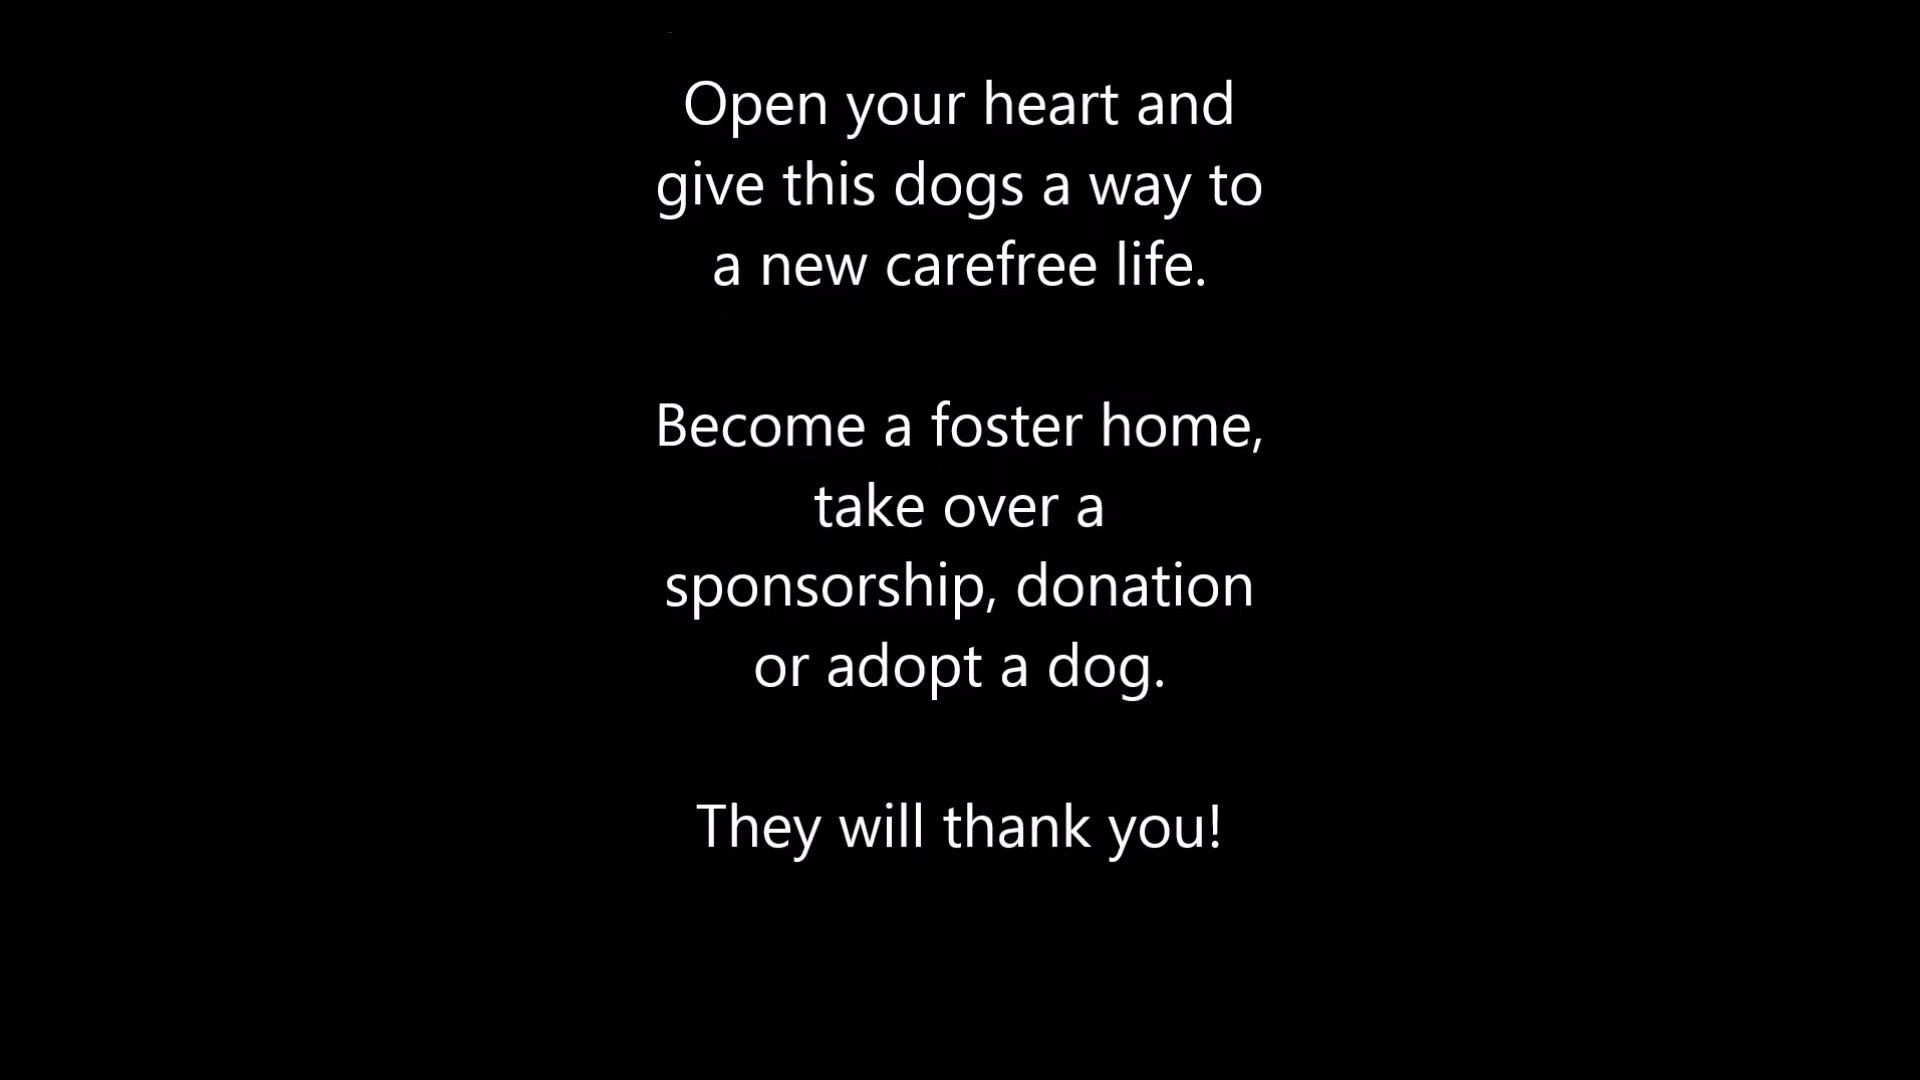 Open your heart and
give this dogs a way to
a new carefree life.
Become a foster home,
take over a
sponsorship, donation
or adopt a dog.
They will thank you!